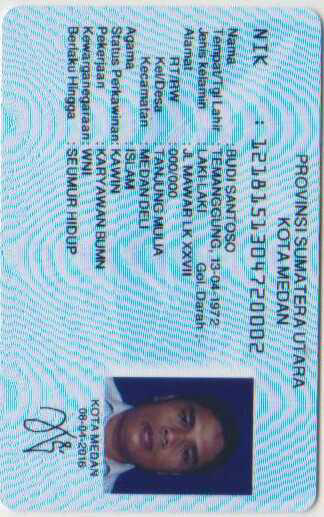 PROVINSI SUMATERA UTARA
KOTA MEDAN
NIK : 1218151304720002
Nama : BUDI SANTOSO
Tempat/Tgl Lahir : TEMANGGUNG, 13-04-1972
Jenis kelamin : LAKI-LAKI Gol. Darah :
Alamat : JL MAWAR LK XXVII
RT/RW : 000/000
Kel/Desa : TANJUNG MULIA
Kecamatan : MEDAN DELI
Agama : ISLAM
Status Perkawinan: KAWIN
Pekerjaan : KARYAWAN BUMN
Kewarganegaraan: WNI
Berlaku Hingga : SEUMUR HIDUP
KOTA MEDAN
06-04-2016